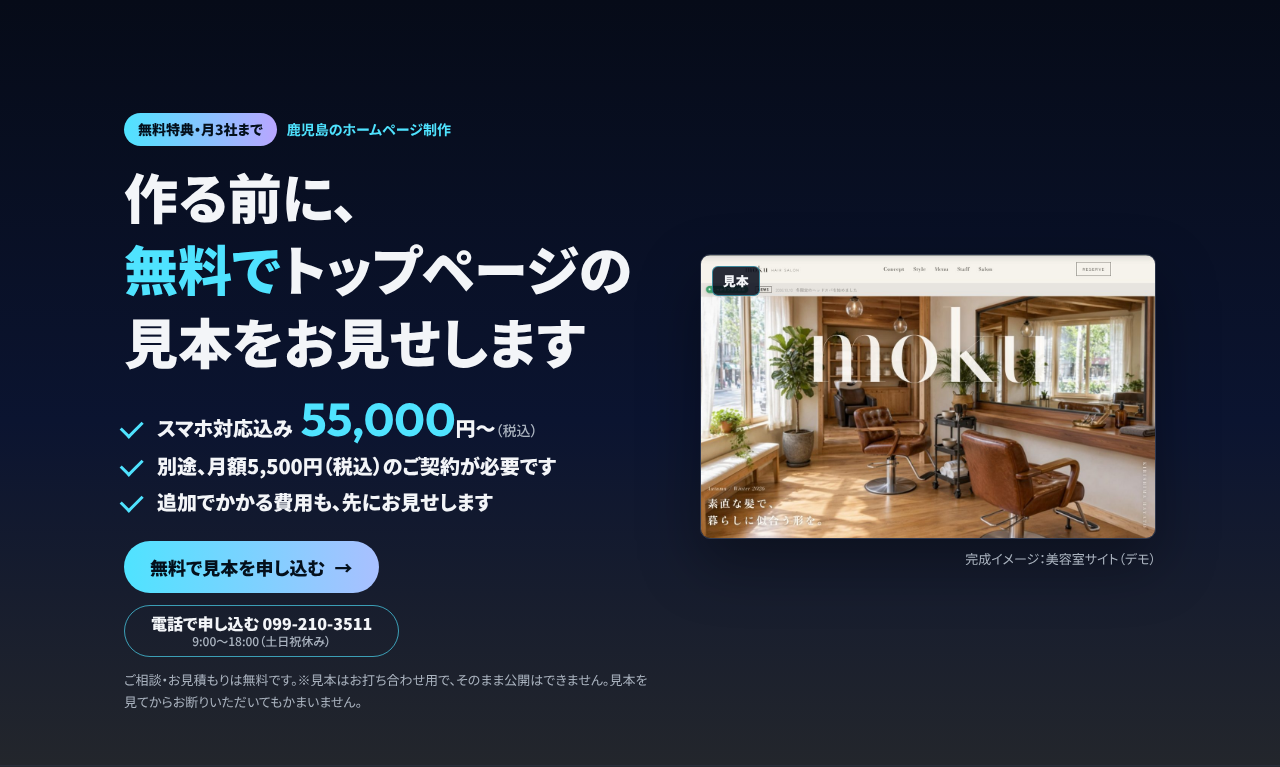 無料特典・月3社まで 鹿児島のホームページ制作
作る前に、
無料でトップページの
見本をお見せします
スマホ対応込み 55,000円〜(税込)
別途、月額5,500円(税込)のご契約が必要です
追加でかかる費用も、先にお見せします
無料で見本を申し込む →
電話で申し込む 099-210-3511
9:00〜18:00(土日祝休み)
ご相談・お見積もりは無料です。※見本はお打ち合わせ用で、そのまま公開はできません。見本を
見てからお断りいただいてもかまいません。
HAIR SALON Concept Style Menu Staff Salon RESERVE
見本
moku
素直な髪で、
暮らしに似合う形を。
完成イメージ：美容室サイト(デモ)